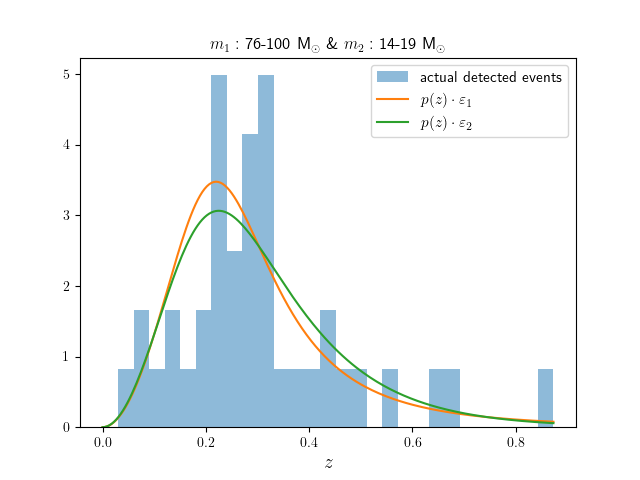 m₁ : 76-100 M⊙ & m₂ : 14-19 M⊙
actual detected events
p(z) · ε₁
p(z) · ε₂
5
4
3
2
1
0
0.0 0.2 0.4 0.6 0.8
z